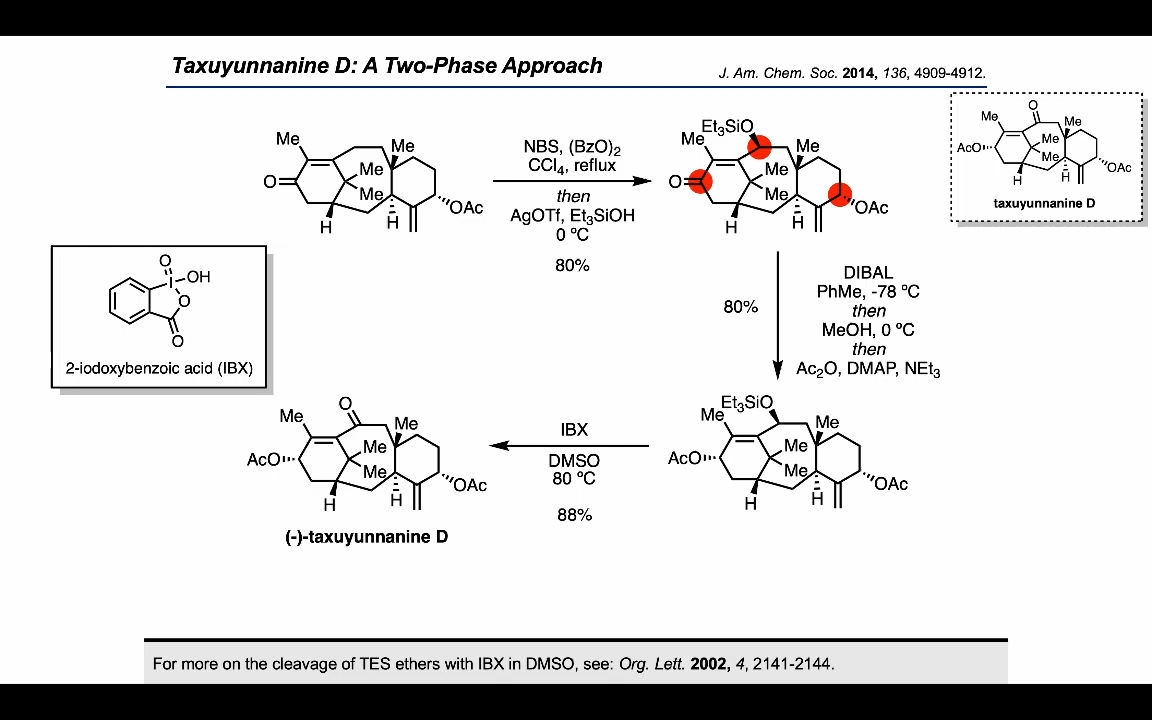 Taxuyunnanine D: A Two-Phase Approach
J. Am. Chem. Soc. 2014, 136, 4909-4912.
Me
Me
O
Me
Me
H
H
OAc
NBS, (BzO)2
CCl4, reflux
then
AgOTf, Et3SiOH
0 ºC
80%
Et3SiO
Me
Me
O
Me
Me
H
H
OAc
O
Me
Me
AcO
Me
Me
H
H
OAc
taxuyunnanine D
O
I
OH
O
O
2-iodoxybenzoic acid (IBX)
80%
DIBAL
PhMe, -78 ºC
then
MeOH, 0 ºC
then
Ac2O, DMAP, NEt3
O
Me
Me
AcO
Me
Me
H
H
OAc
(-)-taxuyunnanine D
IBX
DMSO
80 ºC
88%
Et3SiO
Me
Me
AcO
Me
Me
H
H
OAc
For more on the cleavage of TES ethers with IBX in DMSO, see: Org. Lett. 2002, 4, 2141-2144.